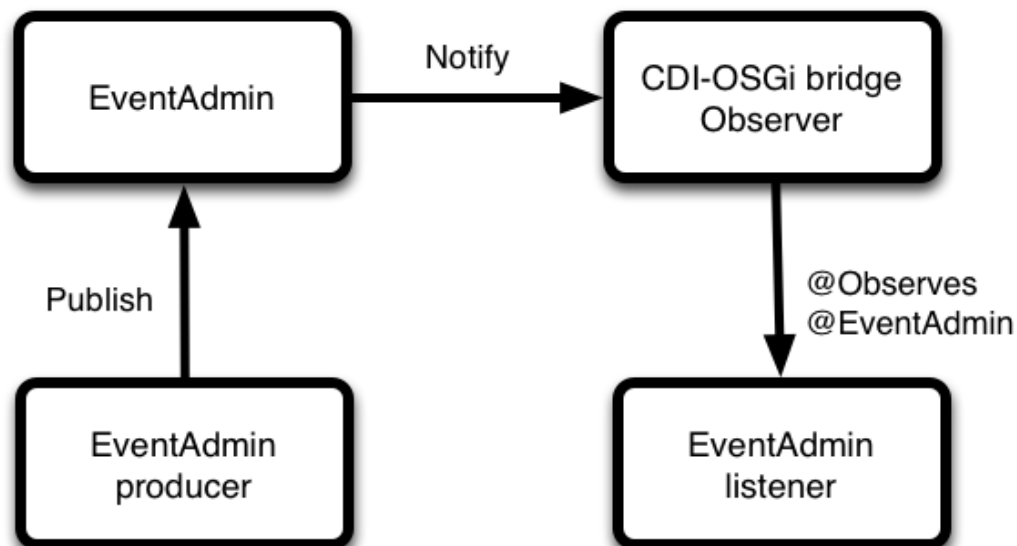 EventAdmin
Notify
CDI-OSGi bridge
Observer
Publish
@Observes
@EventAdmin
EventAdmin
producer
EventAdmin
listener